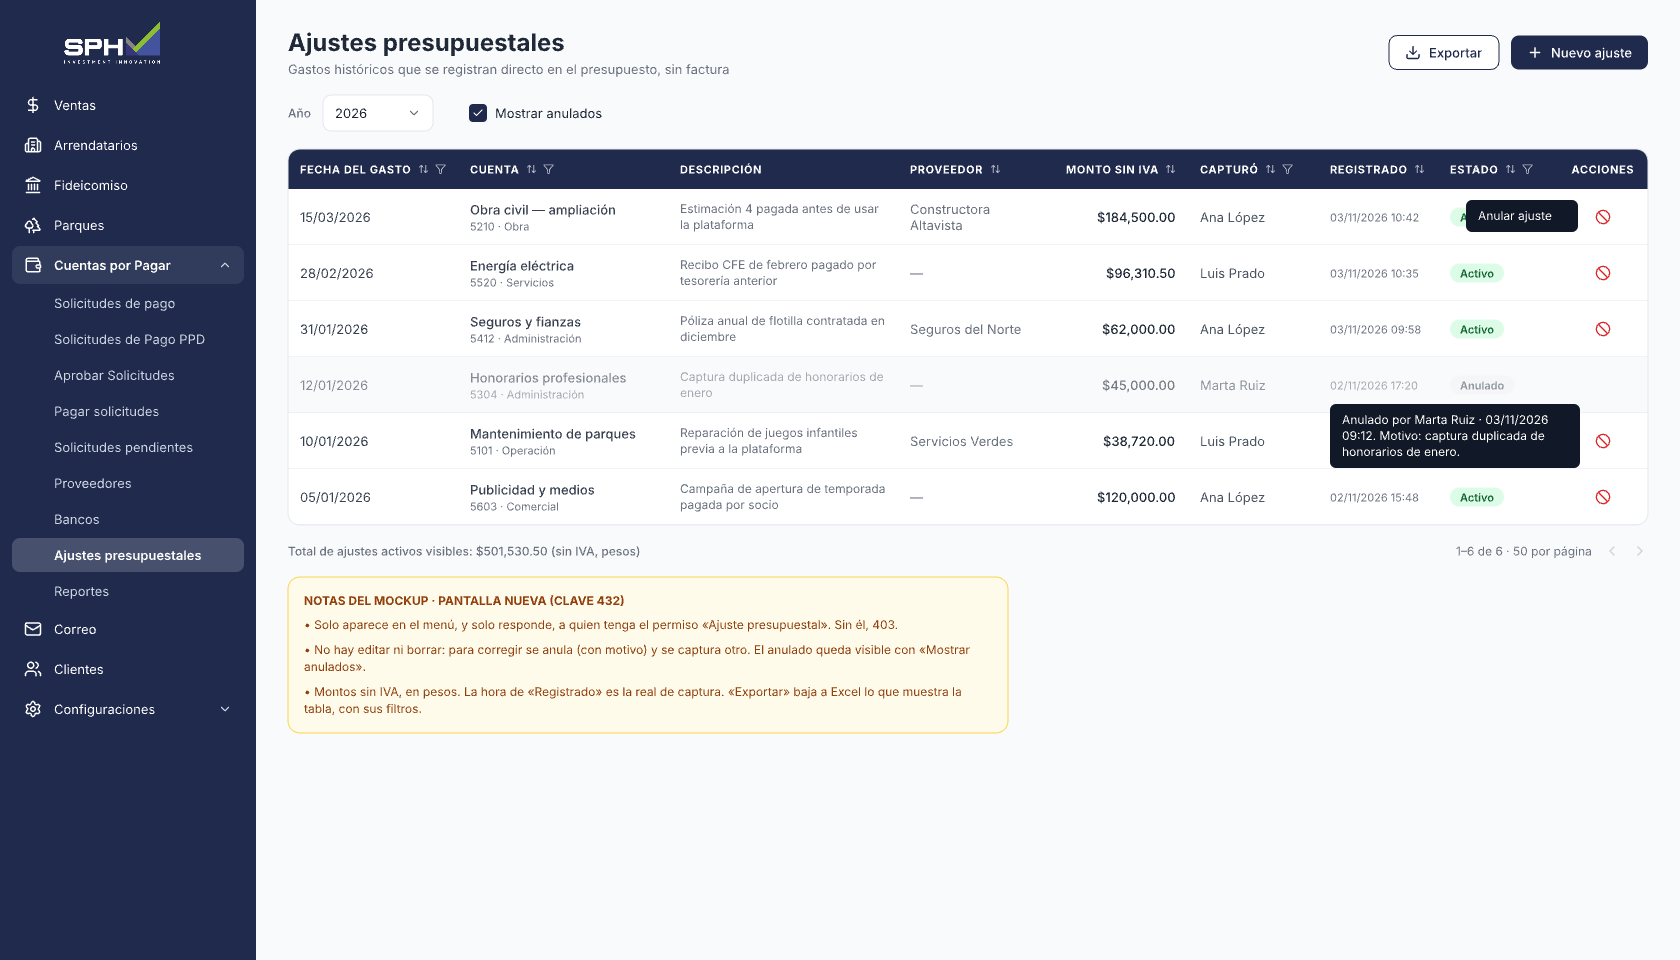 SPH
INVESTMENT INNOVATION
Ventas
Arrendatarios
Fideicomiso
Parques
Cuentas por Pagar
Solicitudes de pago
Solicitudes de Pago PPD
Aprobar Solicitudes
Pagar solicitudes
Solicitudes pendientes
Proveedores
Bancos
Ajustes presupuestales
Reportes
Correo
Clientes
Configuraciones
Ajustes presupuestales
Gastos históricos que se registran directo en el presupuesto, sin factura
Exportar
Nuevo ajuste
Año 2026 Mostrar anulados
FECHA DEL GASTO CUENTA DESCRIPCIÓN PROVEEDOR MONTO SIN IVA CAPTURÓ REGISTRADO ESTADO ACCIONES
15/03/2026
Obra civil — ampliación
5210 · Obra
Estimación 4 pagada antes de usar
la plataforma
Constructora
Altavista
$184,500.00
Ana López
03/11/2026 10:42
A
Anular ajuste
28/02/2026
Energía eléctrica
5520 · Servicios
Recibo CFE de febrero pagado por
tesorería anterior
—
$96,310.50
Luis Prado
03/11/2026 10:35
Activo
31/01/2026
Seguros y fianzas
5412 · Administración
Póliza anual de flotilla contratada en
diciembre
Seguros del Norte
$62,000.00
Ana López
03/11/2026 09:58
Activo
12/01/2026
Honorarios profesionales
5304 · Administración
Captura duplicada de honorarios de
enero
—
$45,000.00
Marta Ruiz
02/11/2026 17:20
Anulado
10/01/2026
Mantenimiento de parques
5101 · Operación
Reparación de juegos infantiles
previa a la plataforma
Servicios Verdes
$38,720.00
Luis Prado
Anulado por Marta Ruiz · 03/11/2026
09:12. Motivo: captura duplicada de
honorarios de enero.
05/01/2026
Publicidad y medios
5603 · Comercial
Campaña de apertura de temporada
pagada por socio
—
$120,000.00
Ana López
02/11/2026 15:48
Activo
Total de ajustes activos visibles: $501,530.50 (sin IVA, pesos)
1–6 de 6 · 50 por página
NOTAS DEL MOCKUP · PANTALLA NUEVA (CLAVE 432)
• Solo aparece en el menú, y solo responde, a quien tenga el permiso «Ajuste presupuestal». Sin él, 403.
• No hay editar ni borrar: para corregir se anula (con motivo) y se captura otro. El anulado queda visible con «Mostrar
anulados».
• Montos sin IVA, en pesos. La hora de «Registrado» es la real de captura. «Exportar» baja a Excel lo que muestra la
tabla, con sus filtros.